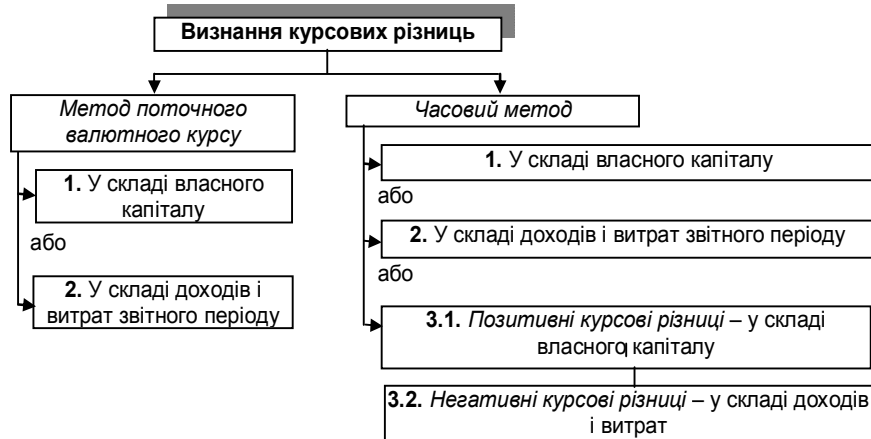 Визнання курсових різниць
Метод поточного
валютного курсу
1. У складі власного
капіталу
або
2. У складі доходів і
витрат звітного періоду
Часовий метод
1. У складі власного капіталу
або
2. У складі доходів і витрат звітного періоду
або
3.1. Позитивні курсові різниці – у складі
власного капіталу
3.2. Негативні курсові різниці – у складі доходів
і витрат